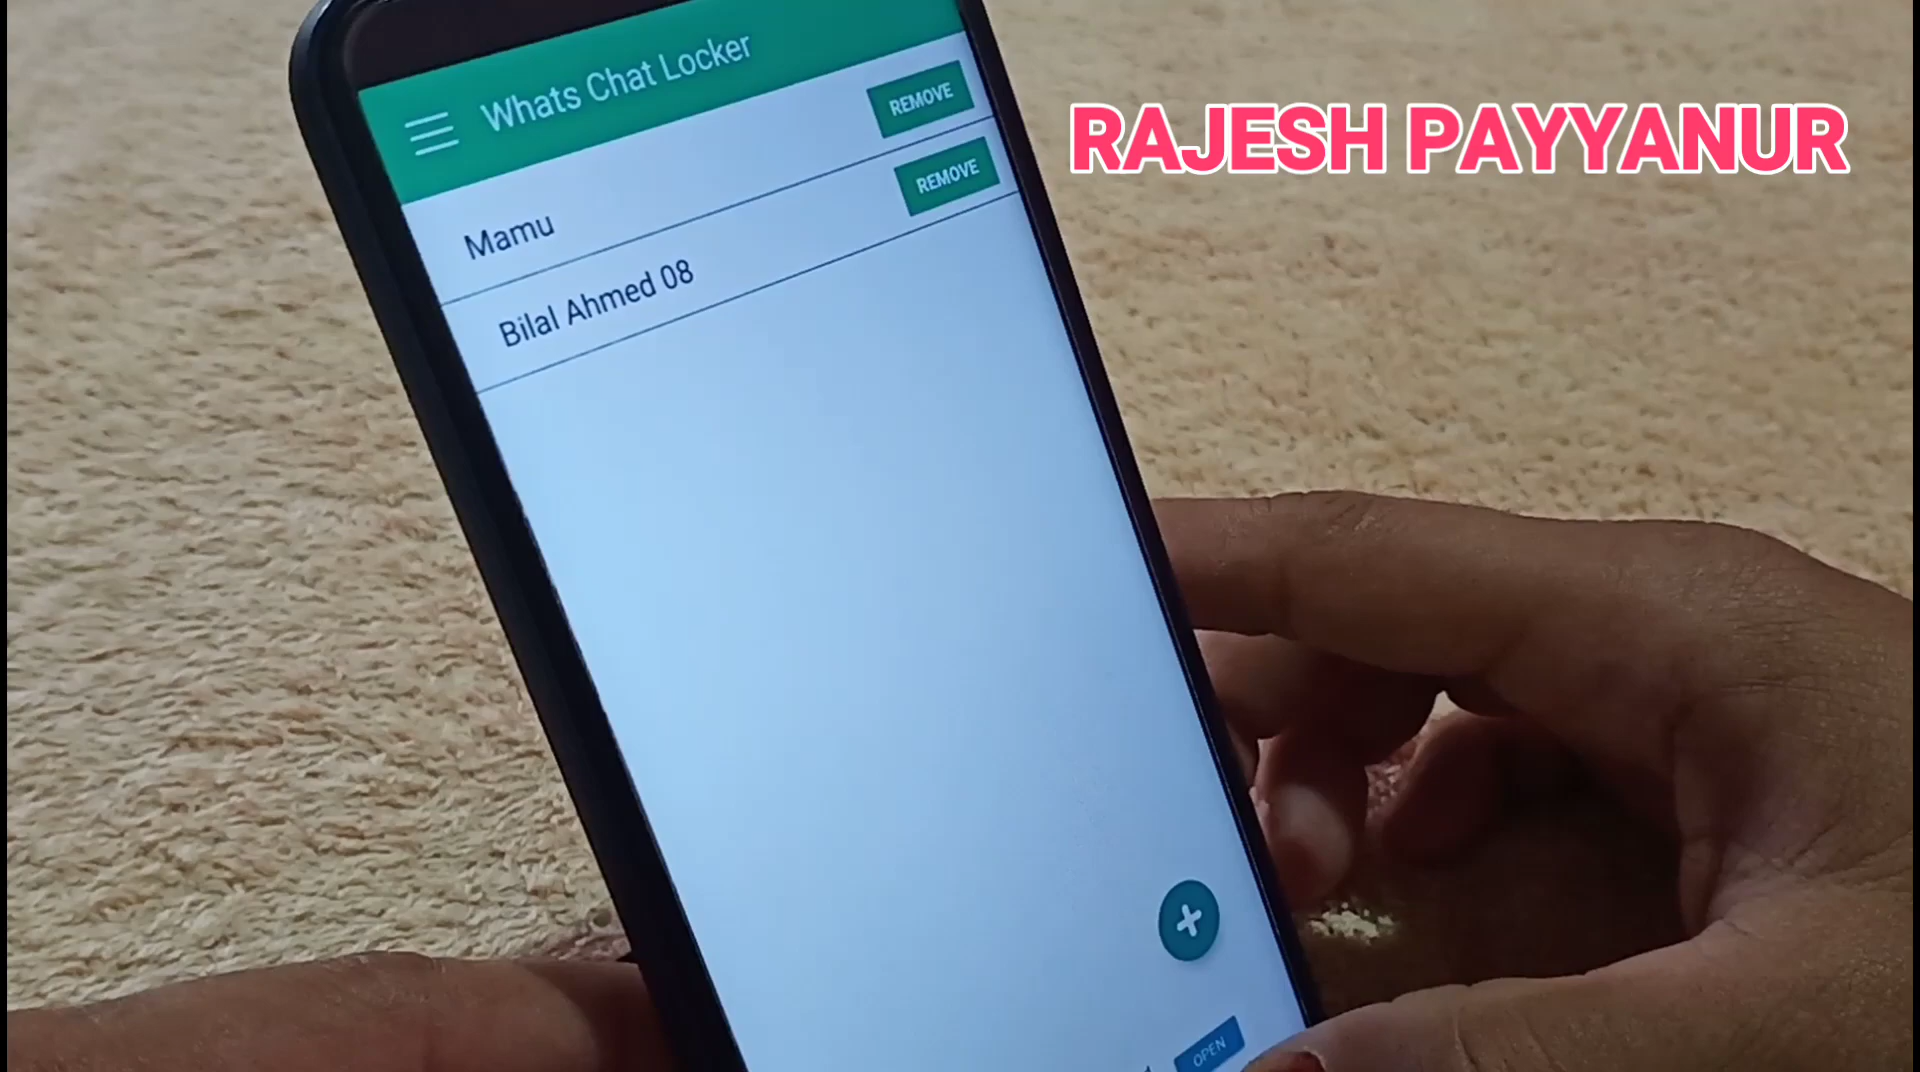 Whats Chat Locker
REMOVE
RAJESH PAYYANUR
Mamu
REMOVE
Bilal Ahmed 08
OPEN